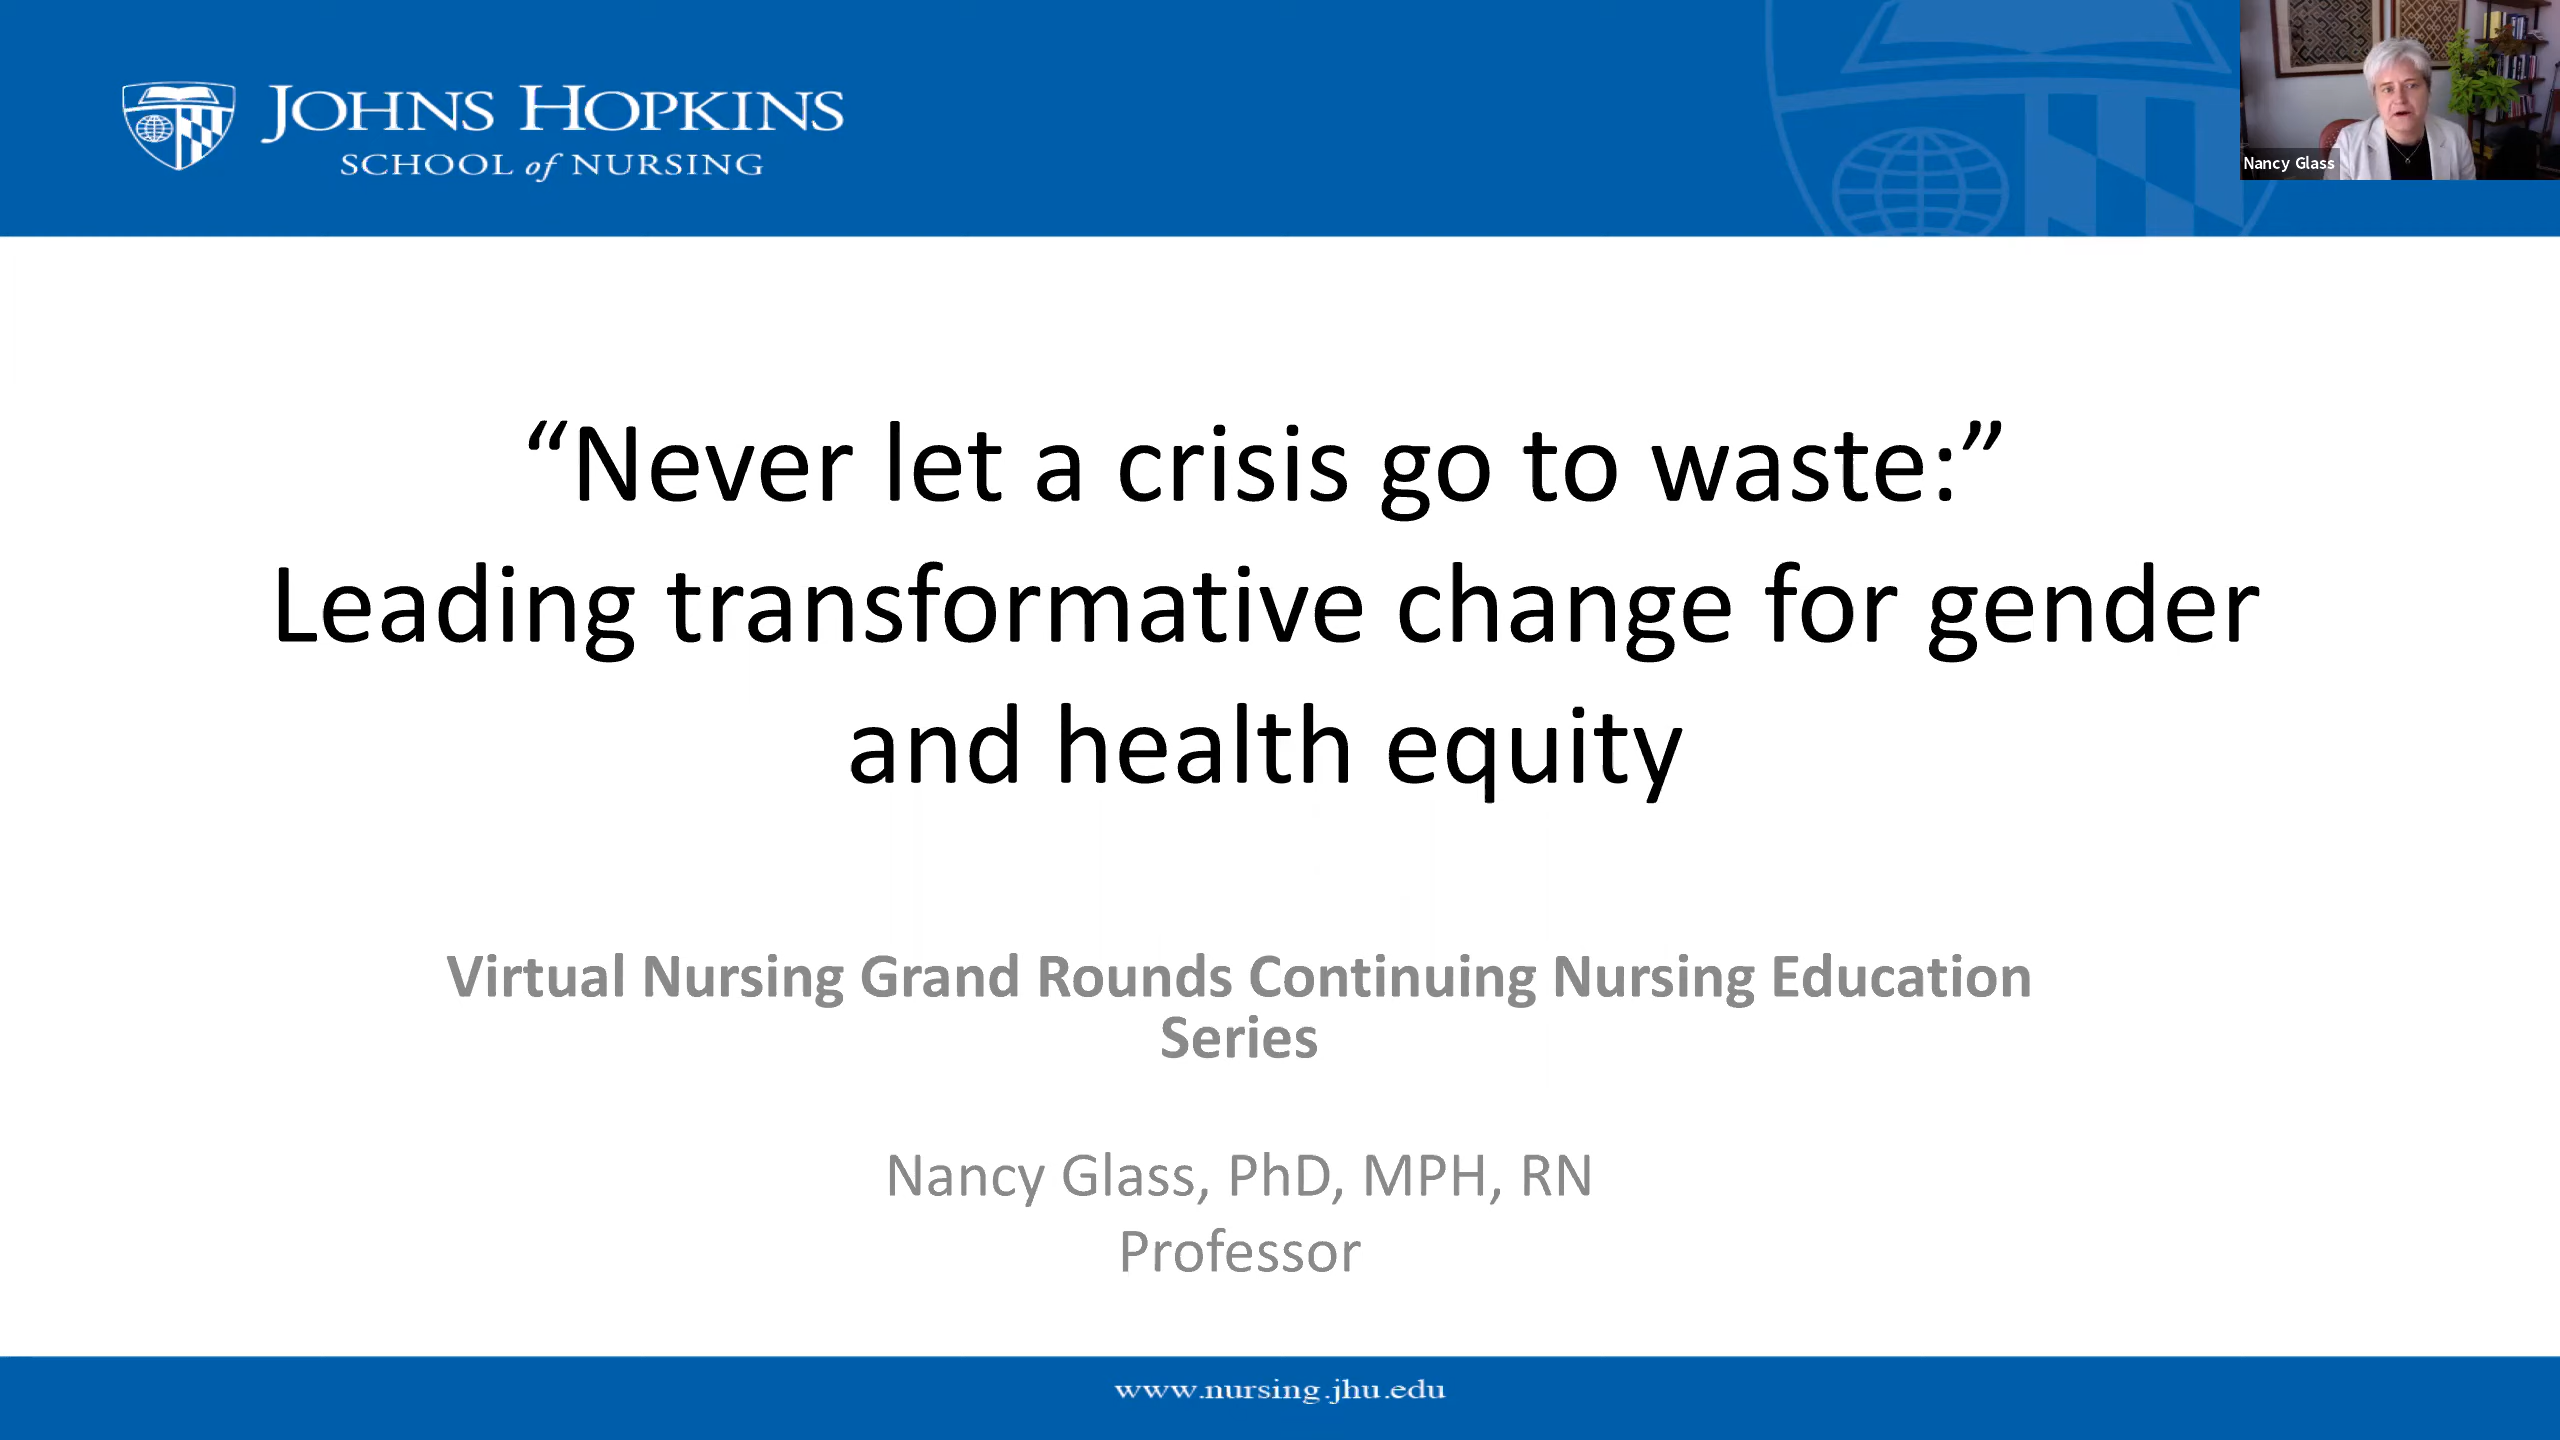 JOHNS HOPKINS
SCHOOL of NURSING
Nancy Glass
“Never let a crisis go to waste:”
Leading transformative change for gender
and health equity
Virtual Nursing Grand Rounds Continuing Nursing Education
Series
Nancy Glass, PhD, MPH, RN
Professor
www.nursing.jhu.edu